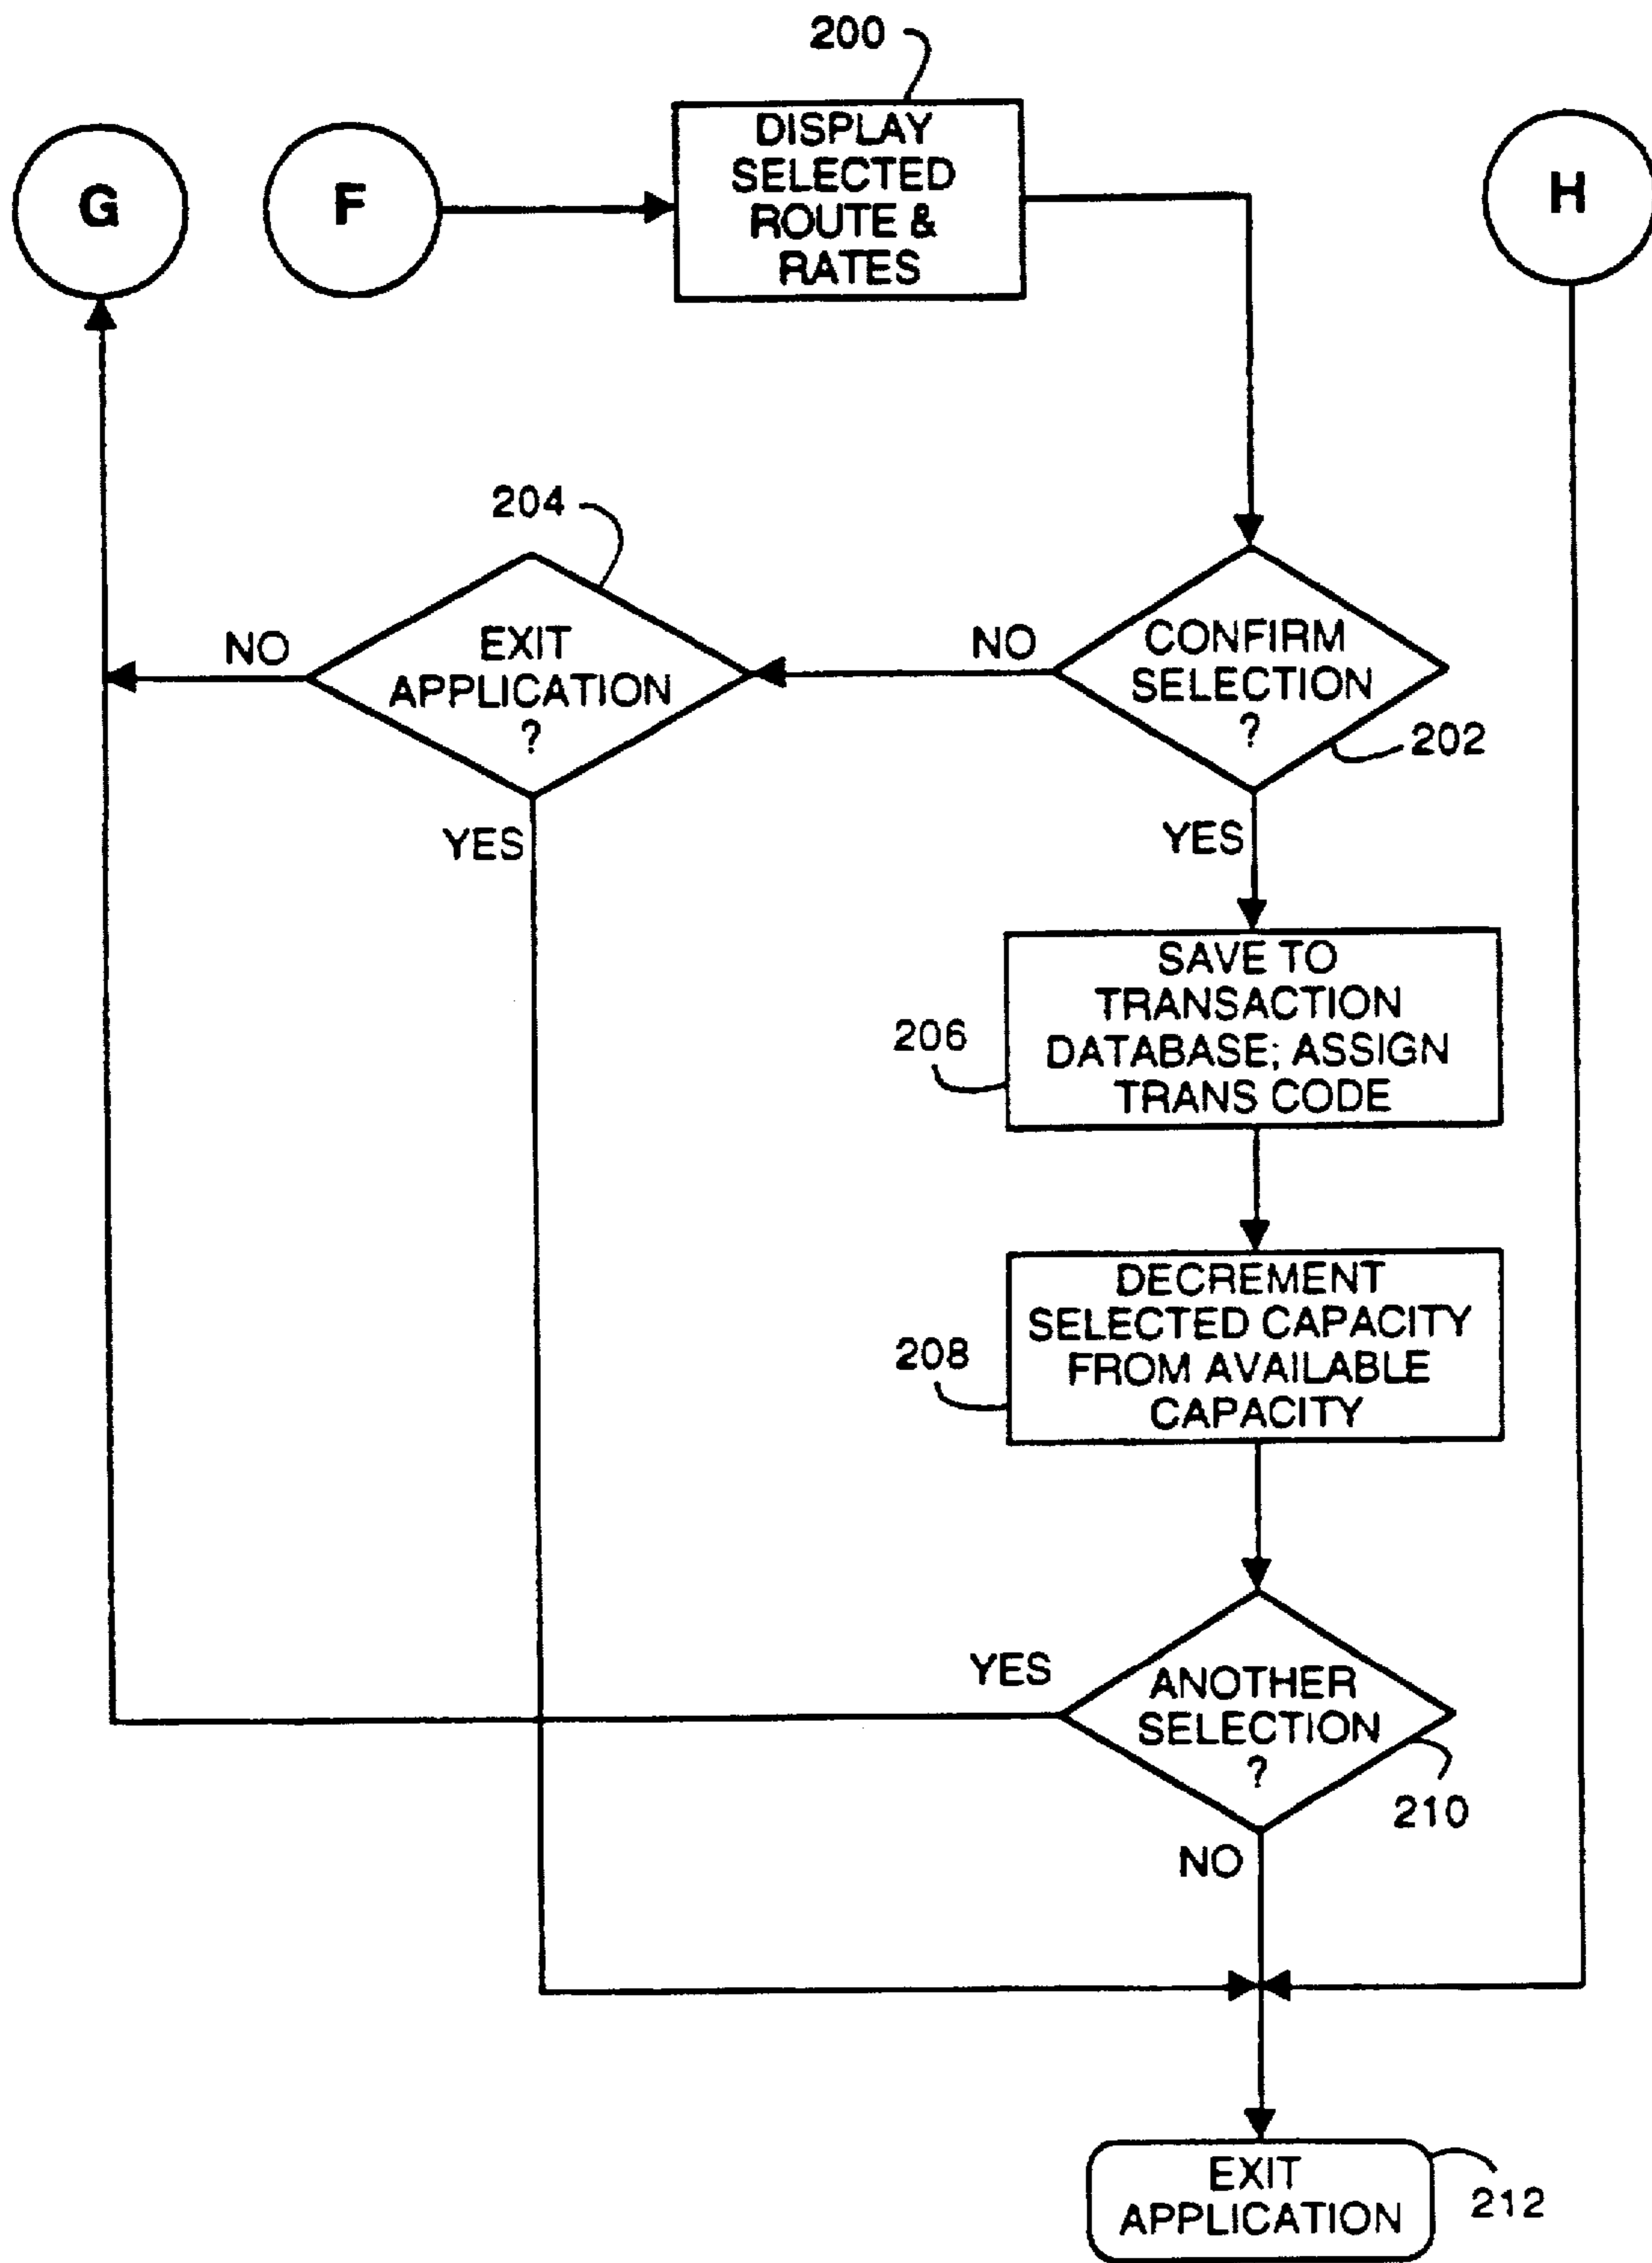 200
G
F
DISPLAY
SELECTED
ROUTE &
RATES
H
204
EXIT
APPLICATION
?
NO
YES
NO
CONFIRM
SELECTION
?
202
YES
206
SAVE TO
TRANSACTION
DATABASE; ASSIGN
TRANS CODE
208
DECREMENT
SELECTED CAPACITY
FROM AVAILABLE
CAPACITY
YES
ANOTHER
SELECTION
?
210
NO
EXIT
APPLICATION
212